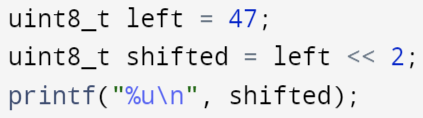 uint8_t left = 47;
uint8_t shifted = left << 2;
printf("%u\n", shifted);